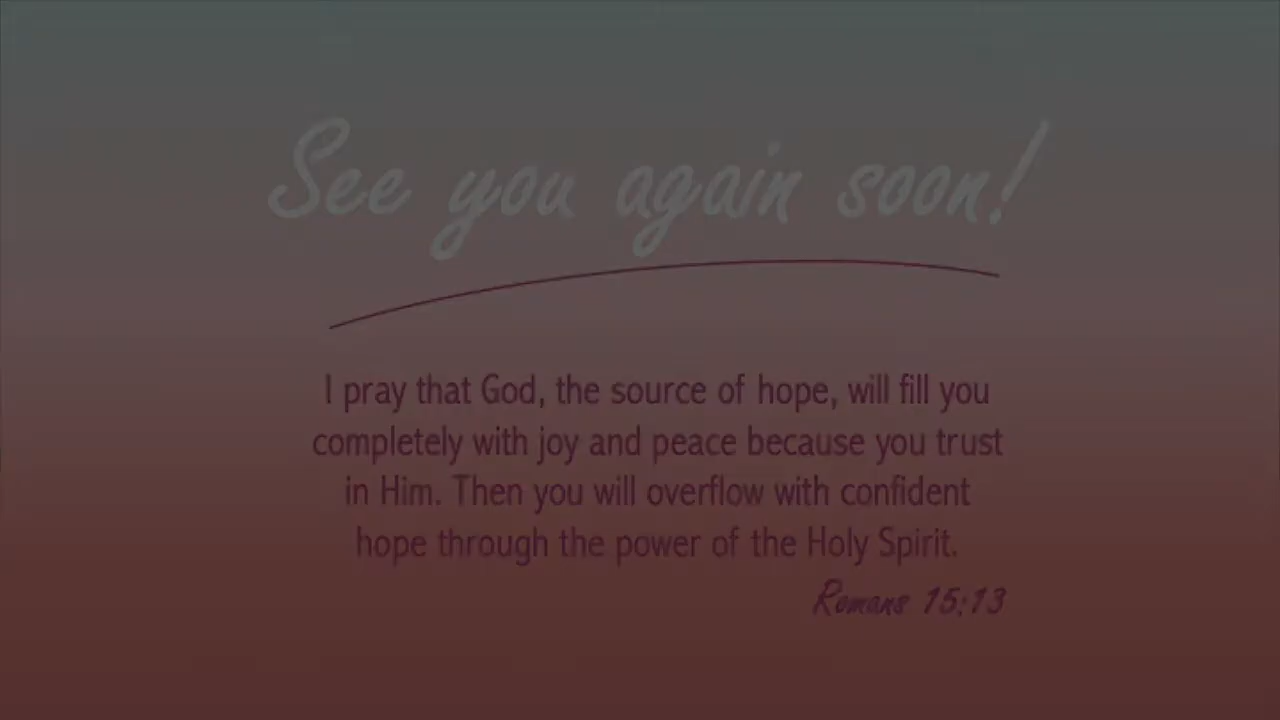 See you again soon!
I pray that God, the source of hope, will fill you
completely with joy and peace because you trust
in Him. Then you will overflow with confident
hope through the power of the Holy Spirit.
Romans 15:13